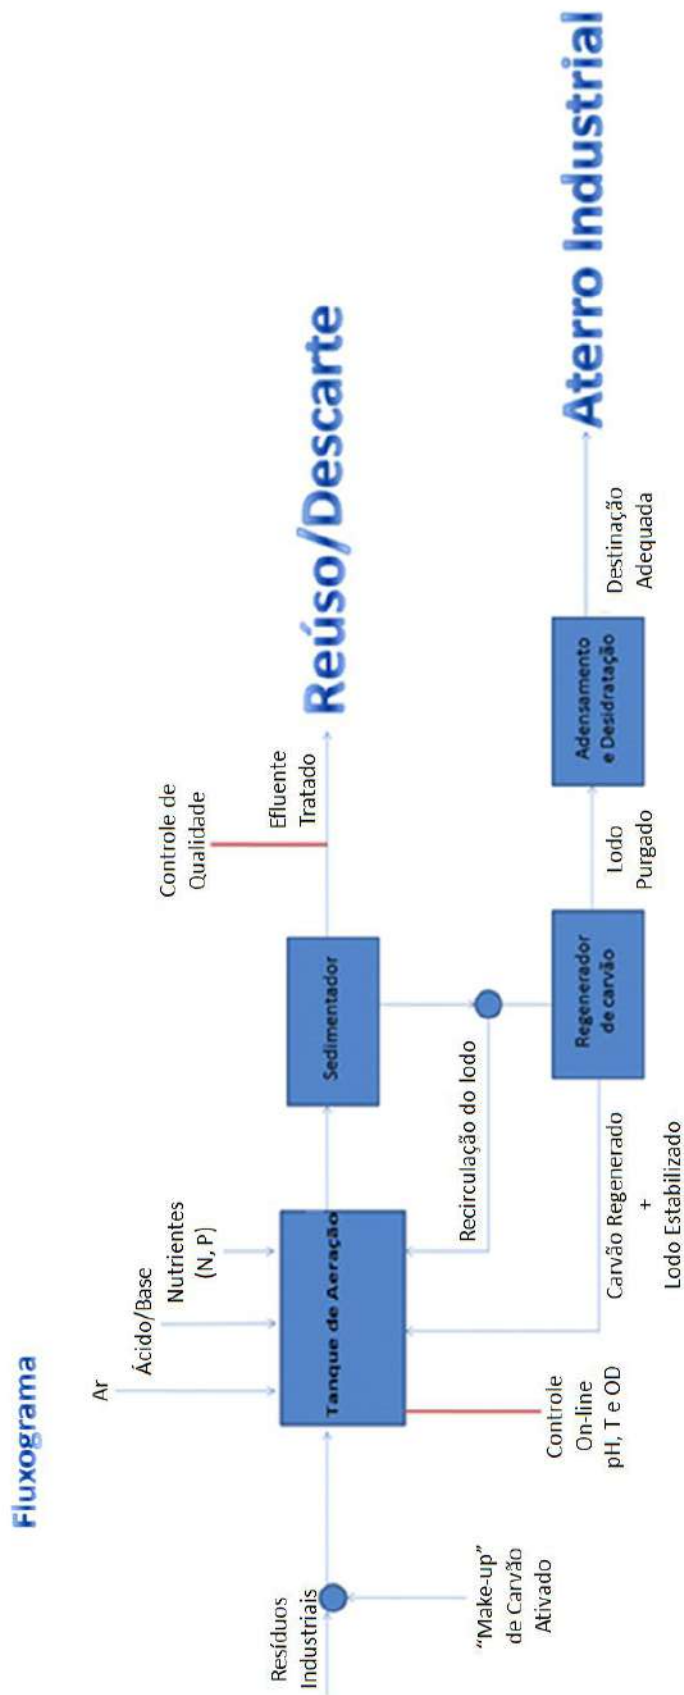 Fluxograma
Ar
Ácido/Base
Nutrientes
(N, P)
Controle de
Qualidade
Resíduos
Industriais
Tanque de Aeração
Sedimentador
Efluente
Tratado
Reúso/Descarte
"Make-up"
de Carvão
Ativado
Controle
On-line
pH, T e OD
Recirculação do lodo
Carvão Regenerado
+
Lodo Estabilizado
Regenerador
de carvão
Lodo
Purgado
Adensamento
e Desidratação
Destinação
Adequada
Aterro Industrial